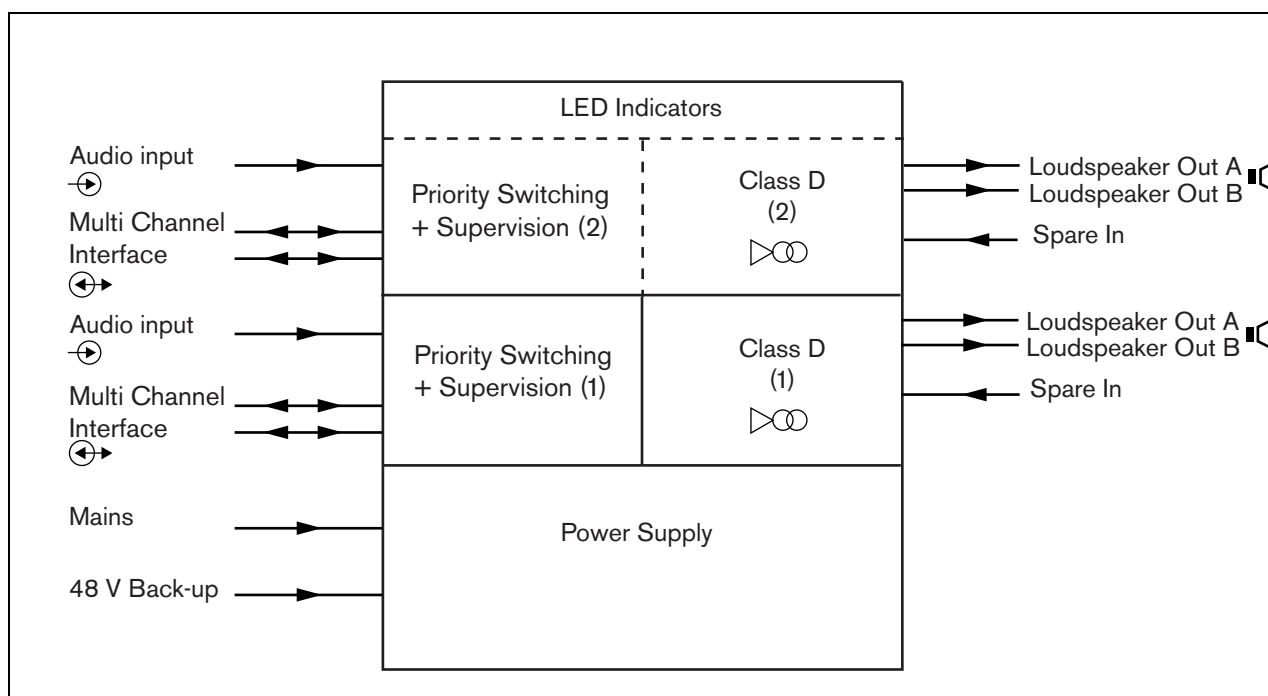 LED Indicators
Audio input
Multi Channel
Interface
Priority Switching
+ Supervision (2)
Class D
(2)
Loudspeaker Out A
Loudspeaker Out B
Spare In
Audio input
Multi Channel
Interface
Priority Switching
+ Supervision (1)
Class D
(1)
Loudspeaker Out A
Loudspeaker Out B
Spare In
Mains
48 V Back-up
Power Supply